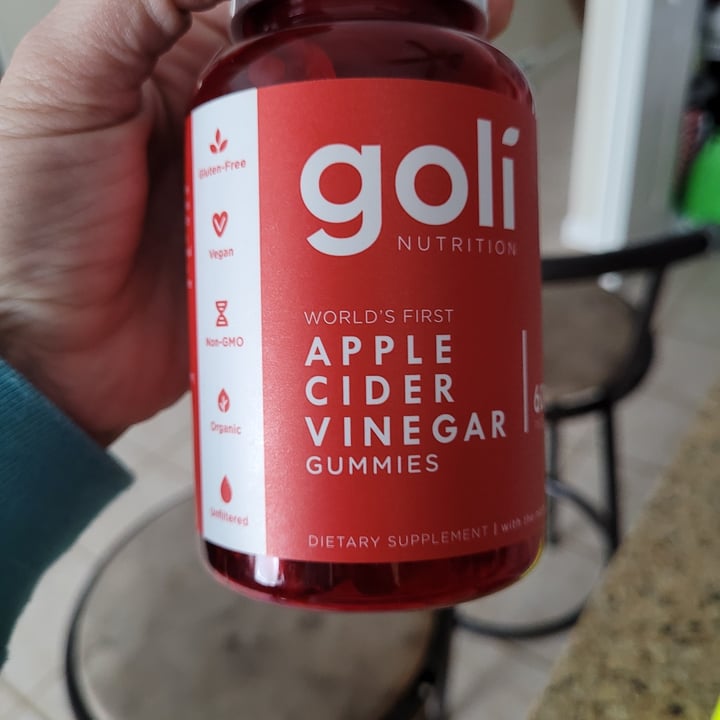 goli
NUTRITION
WORLD'S FIRST
APPLE
CIDER
VINEGAR
GUMMIES
DIETARY SUPPLEMENT | with the
Gluten-Free
Vegan
Non-GMO
Organic
Unfiltered